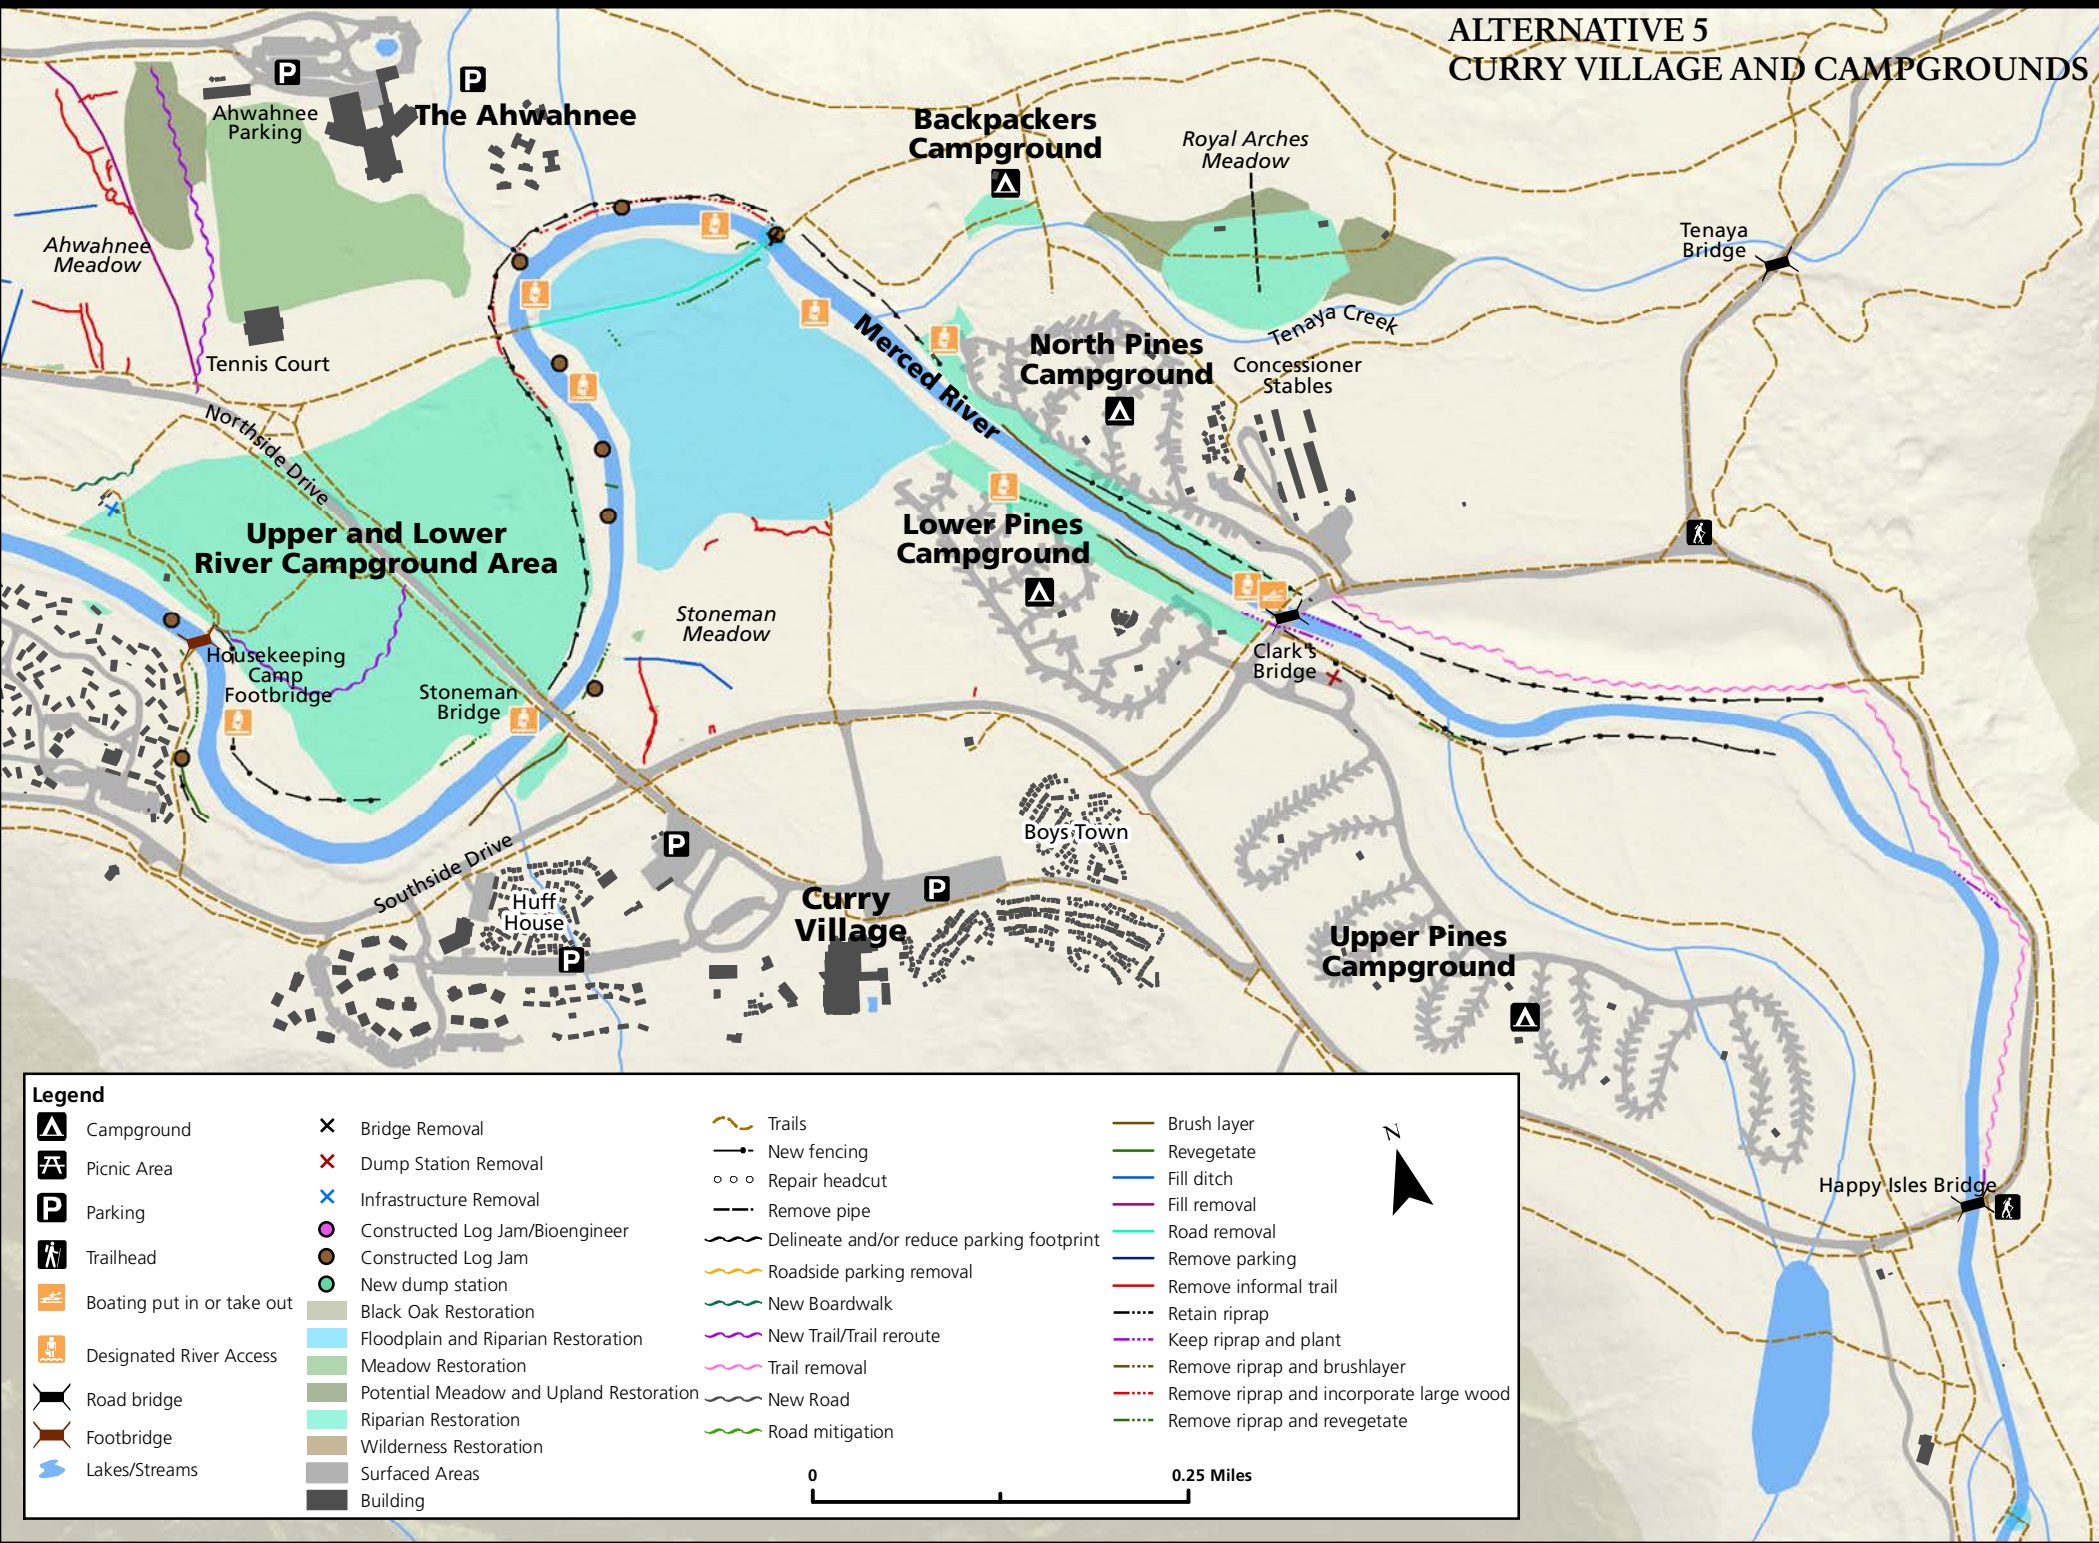 ALTERNATIVE 5
CURRY VILLAGE AND CAMPGROUNDS
P
P
Ahwahnee
Parking
The Ahwahnee
Backpackers
Campground
Royal Arches
Meadow
Tenaya
Bridge
Ahwahnee
Meadow
Tennis Court
Merced River
North Pines
Campground
Tenaya Creek
Concessioner
Stables
Northside Drive
Upper and Lower
River Campground Area
Lower Pines
Campground
Stoneman
Meadow
Housekeeping
Camp
Footbridge
Stoneman
Bridge
Clark's
Bridge
Southside Drive
P
Boys Town
Huff
House
P
Curry
Village
P
Upper Pines
Campground
Happy Isles Bridge
Legend
Campground
Picnic Area
P
Parking
Trailhead
Boating put in or take out
Designated River Access
Road bridge
Footbridge
Lakes/Streams
Bridge Removal
Dump Station Removal
Infrastructure Removal
Constructed Log Jam/Bioengineer
Constructed Log Jam
New dump station
Black Oak Restoration
Floodplain and Riparian Restoration
Meadow Restoration
Potential Meadow and Upland Restoration
Riparian Restoration
Wilderness Restoration
Surfaced Areas
Building
Trails
New fencing
Repair headcut
Remove pipe
Delineate and/or reduce parking footprint
Roadside parking removal
New Boardwalk
New Trail/Trail reroute
Trail removal
New Road
Road mitigation
Brush layer
Revegetate
Fill ditch
Fill removal
Road removal
Remove parking
Remove informal trail
Retain riprap
Keep riprap and plant
Remove riprap and brushlayer
Remove riprap and incorporate large wood
Remove riprap and revegetate
N
0 0.25 Miles